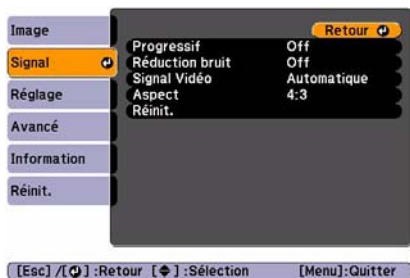 Image
Signal
Réglage
Avancé
Information
Réinit.
Retour
Progressif Off
Réduction bruit Off
Signal Vidéo Automatique
Aspect 4:3
Réinit.
[Esc] /[ ] :Retour [ ] :Sélection [Menu]:Quitter